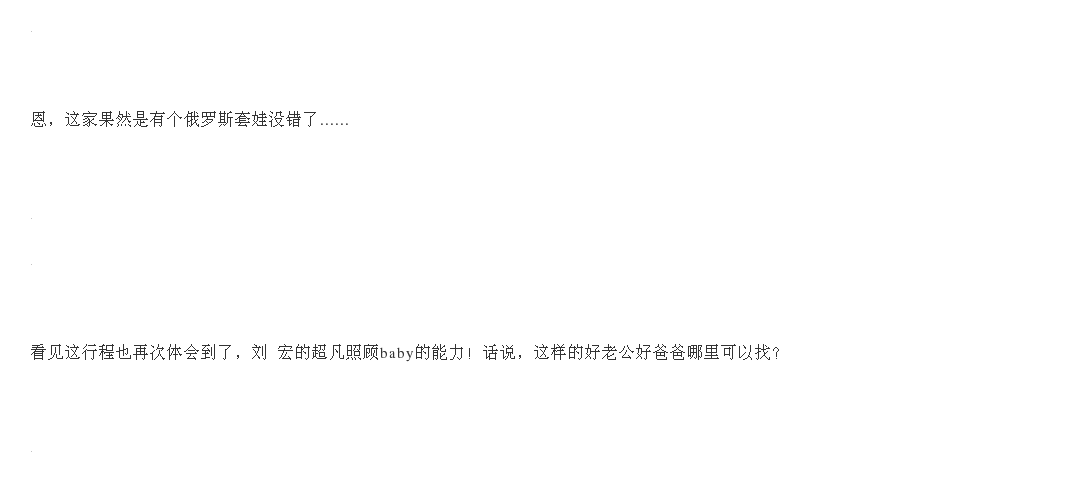 恩，这家果然是有个俄罗斯套娃没错了……
看见这行程也再次体会到了，刘 宏的超凡照顾baby的能力！话说，这样的好老公好爸爸哪里可以找？